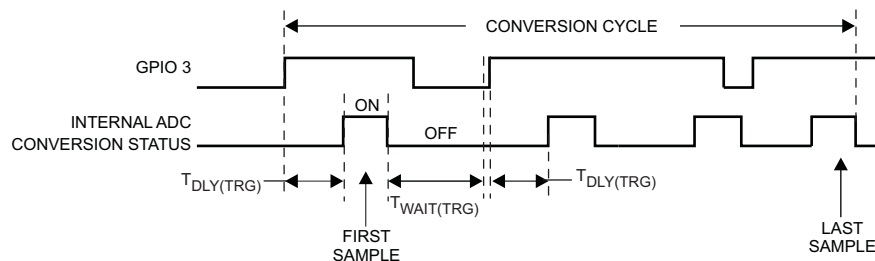 CONVERSION CYCLE
GPIO 3
ON
INTERNAL ADC
CONVERSION STATUS
OFF
TDLY(TRG)
TWAIT(TRG)
TDLY(TRG)
FIRST
SAMPLE
LAST
SAMPLE